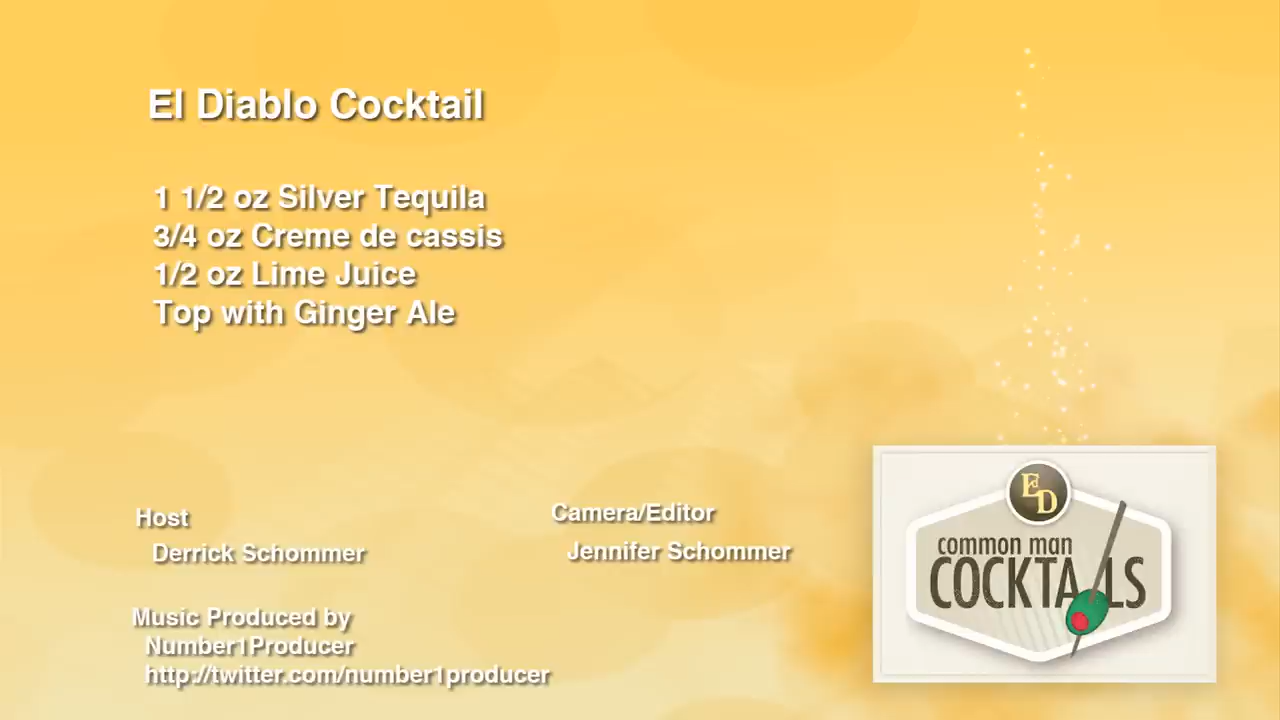 El Diablo Cocktail
1 1/2 oz Silver Tequila
3/4 oz Creme de cassis
1/2 oz Lime Juice
Top with Ginger Ale
Host
Derrick Schommer
Camera/Editor
Jennifer Schommer
Music Produced by
Number1Producer
http://twitter.com/number1producer
ED
common man
COCKTAILS